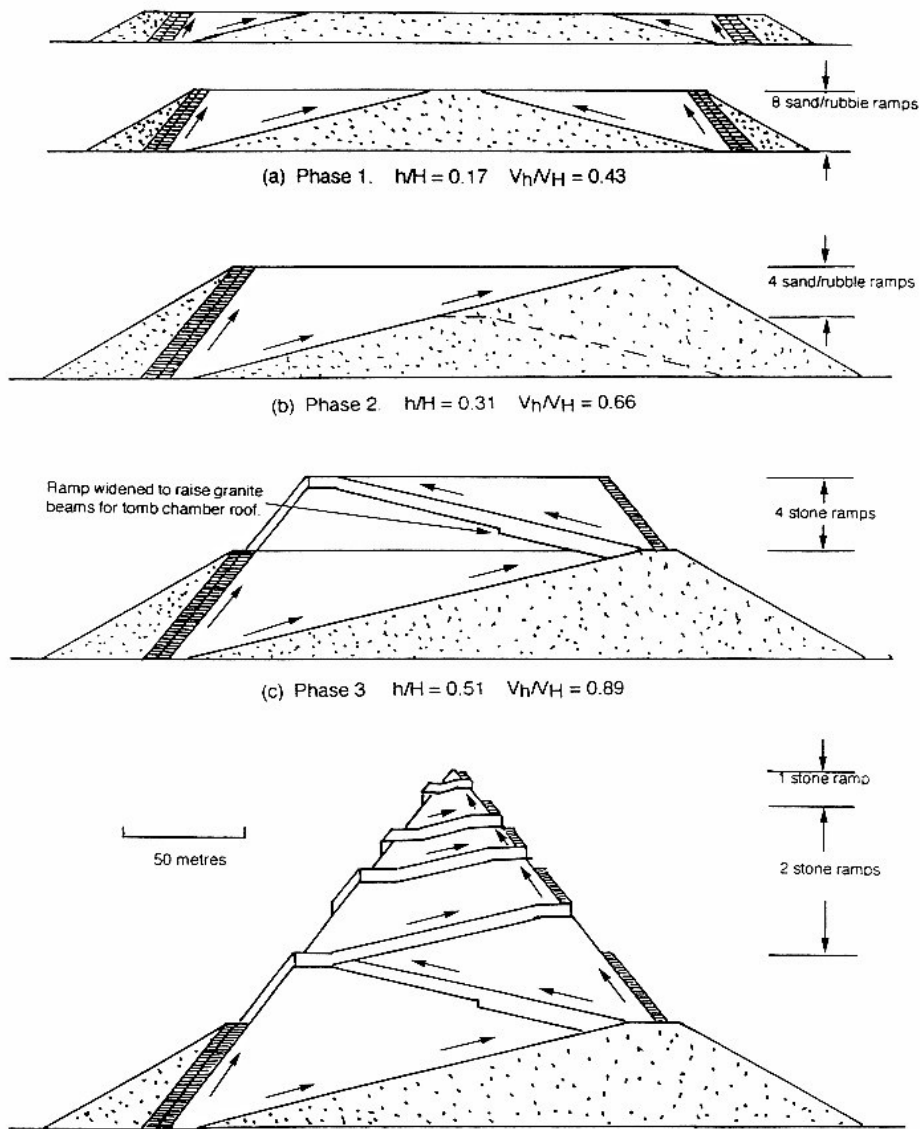 8 sand/rubble ramps
(a) Phase 1. h/H = 0.17 Vh/VH = 0.43
4 sand/rubble ramps
(b) Phase 2. h/H = 0.31 Vh/VH = 0.66
Ramp widened to raise granite
beams for tomb chamber roof.
4 stone ramps
(c) Phase 3 h/H = 0.51 Vh/VH = 0.89
1 stone ramp
50 metres
2 stone ramps